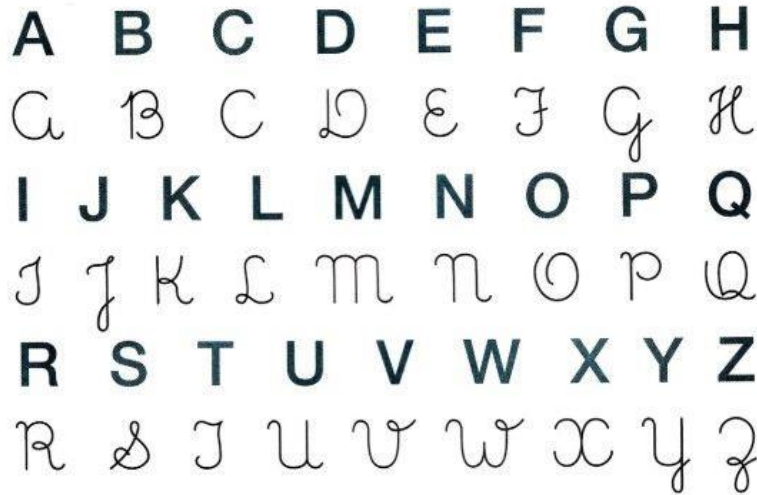 A B C D E F G H
A B C D E F G H
I J K L M N O P Q
I J K L M N O P Q
R S T U V W X Y Z
R S T U V W X Y Z